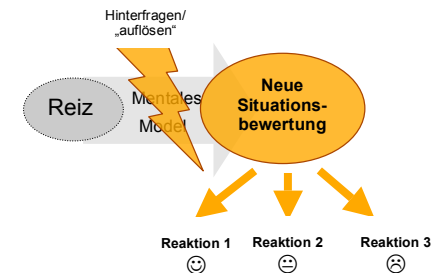 Hinterfragen/
„auflösen“
Reiz
Mentales
Model
Neue
Situations-
bewertung
Reaktion 1
Reaktion 2
Reaktion 3